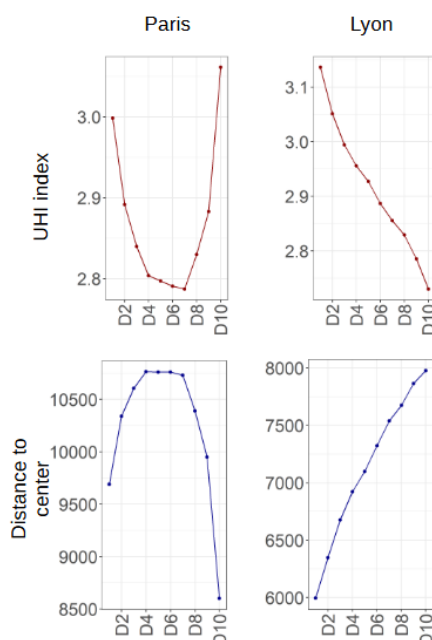 Paris
Lyon
UHI index
3.0
2.9
2.8
D2
D4
D6
D8
D10
3.1
3.0
2.9
2.8
D2
D4
D6
D8
D10
Distance to
center
10500
10000
9500
9000
8500
D2
D4
D6
D8
D10
8000
7500
7000
6500
6000
D2
D4
D6
D8
D10